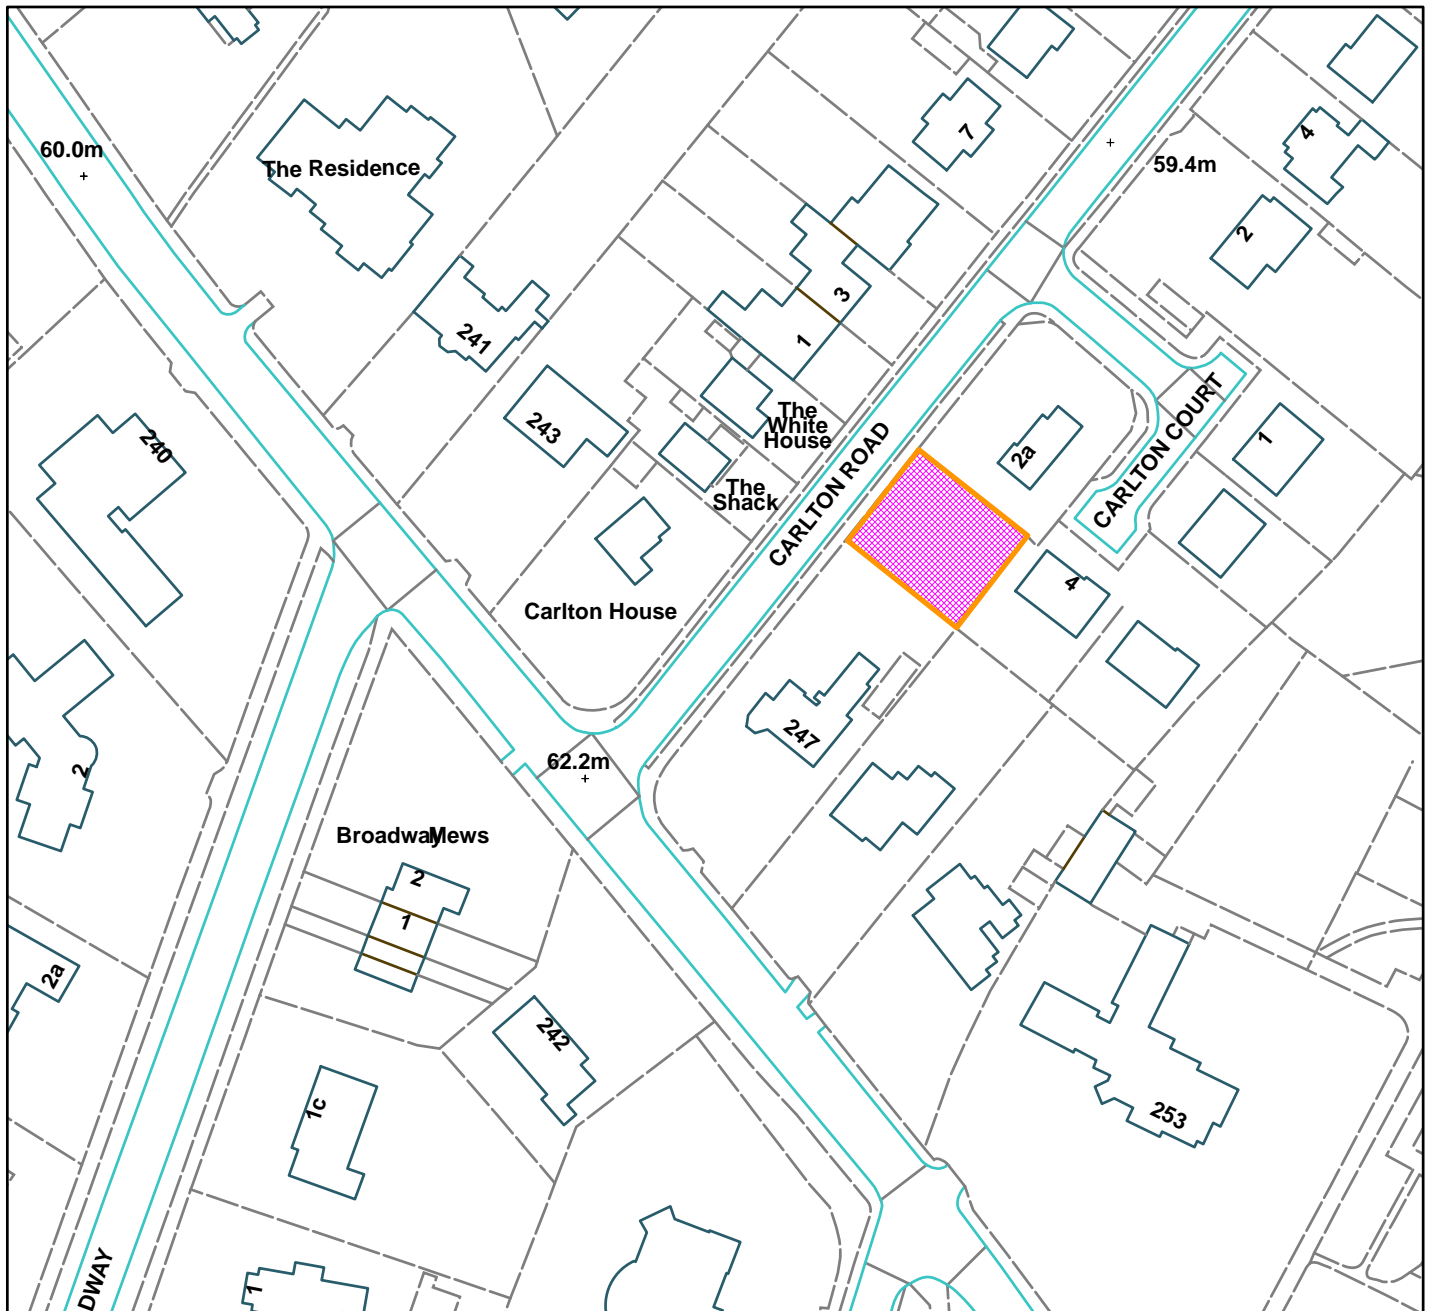 60.0m
The Residence
7
59.4m
4
2
3
1
241
243
The
White
House
The
Shack
CARLTON ROAD
2a
CARLTON COURT
1
240
4
Carlton House
247
62.2m
2
Broadway Mews
2
1
2a
242
1c
253
DWAY
1